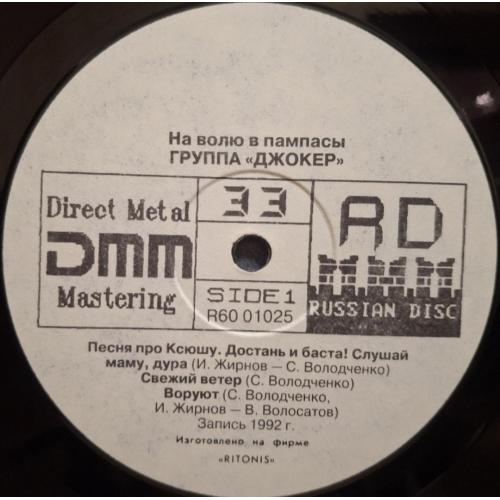 На волю в пампасы
ГРУППА «ДЖОКЕР»
Direct Metal
DMM
Mastering
33
SIDE 1
R60 01025
RD
RUSSIAN DISC
Песня про Ксюшу. Достань и баста! Слушай
маму, дура (И. Жирнов — С. Володченко)
Свежий ветер (С. Володченко)
Воруют (С. Володченко,
И. Жирнов — В. Волосатов)
Запись 1992 г.
Изготовлено на фирме
«RITONIS»